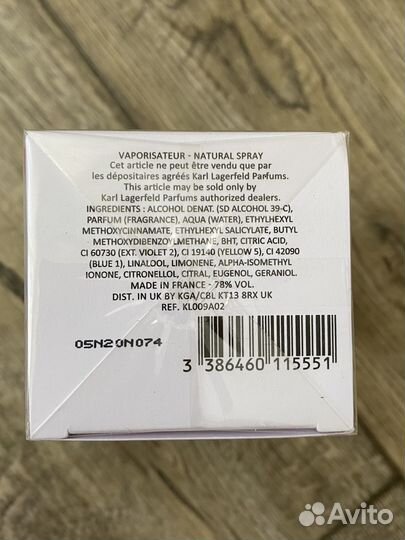 VAPORISATEUR - NATURAL SPRAY
Cet article ne peut être vendu que par
les dépositaires agréés Karl Lagerfeld Parfums.
This article may be sold only by
Karl Lagerfeld Parfums authorized dealers.
INGREDIENTS : ALCOHOL DENAT. (SD ALCOHOL 39-C),
PARFUM (FRAGRANCE), AQUA (WATER), ETHYLHEXYL
METHOXYCINNAMATE, ETHYLHEXYL SALICYLATE, BUTYL
METHOXYDIBENZOYLMETHANE, BHT, CITRIC ACID,
CI 60730 (EXT. VIOLET 2), CI 19140 (YELLOW 5), CI 42090
(BLUE 1), LINALOOL, LIMONENE, ALPHA-ISOMETHYL
IONONE, CITRONELLOL, CITRAL, EUGENOL, GERANIOL.
MADE IN FRANCE - 78% VOL.
DIST. IN UK BY KGA/CBL KT13 8RX UK
REF. KL009A02
05N20N074
3 386460 115551
Avito